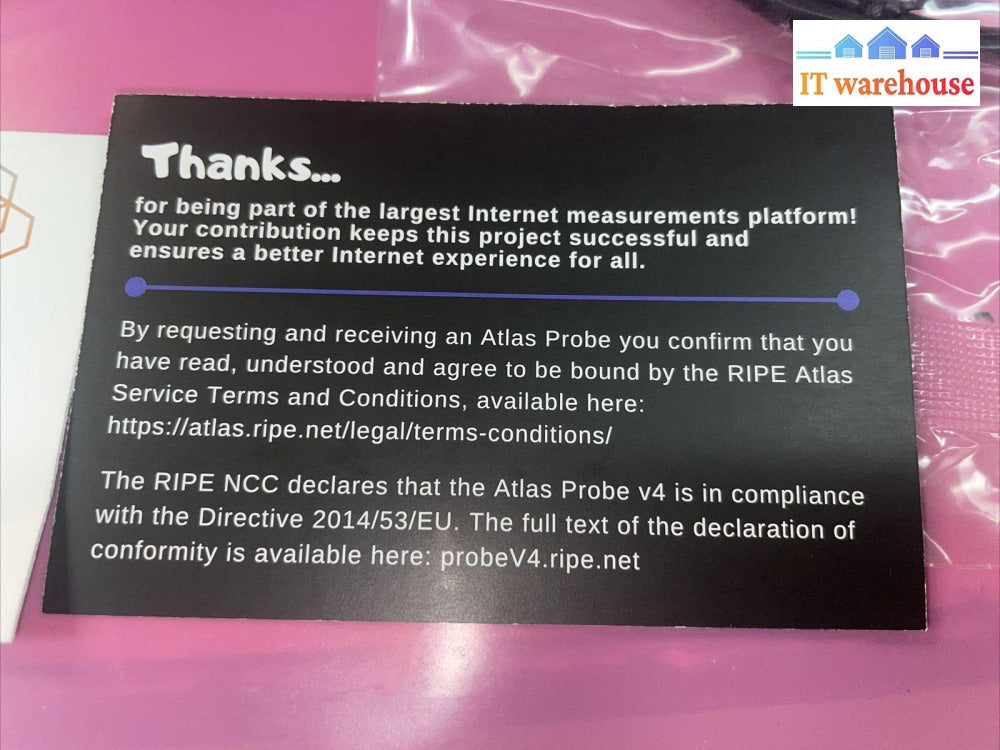 IT warehouse
Thanks...
for being part of the largest Internet measurements platform!
Your contribution keeps this project successful and
ensures a better Internet experience for all.
By requesting and receiving an Atlas Probe you confirm that you
have read, understood and agree to be bound by the RIPE Atlas
Service Terms and Conditions, available here:
https://atlas.ripe.net/legal/terms-conditions/
The RIPE NCC declares that the Atlas Probe v4 is in compliance
with the Directive 2014/53/EU. The full text of the declaration of
conformity is available here: probeV4.ripe.net